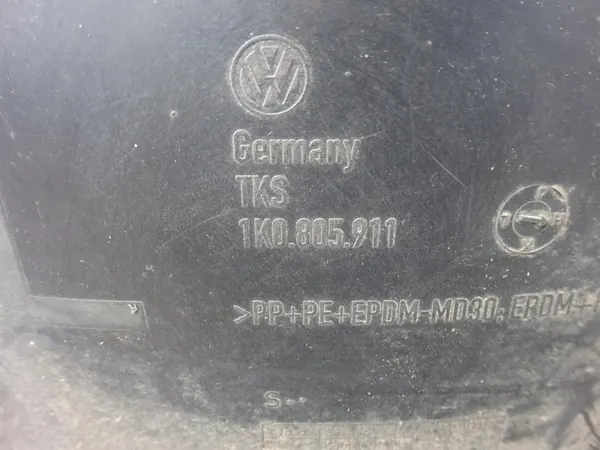 Germany
TKS
1K0.805.911
>PP+PE+EPDM-MD30.
S--